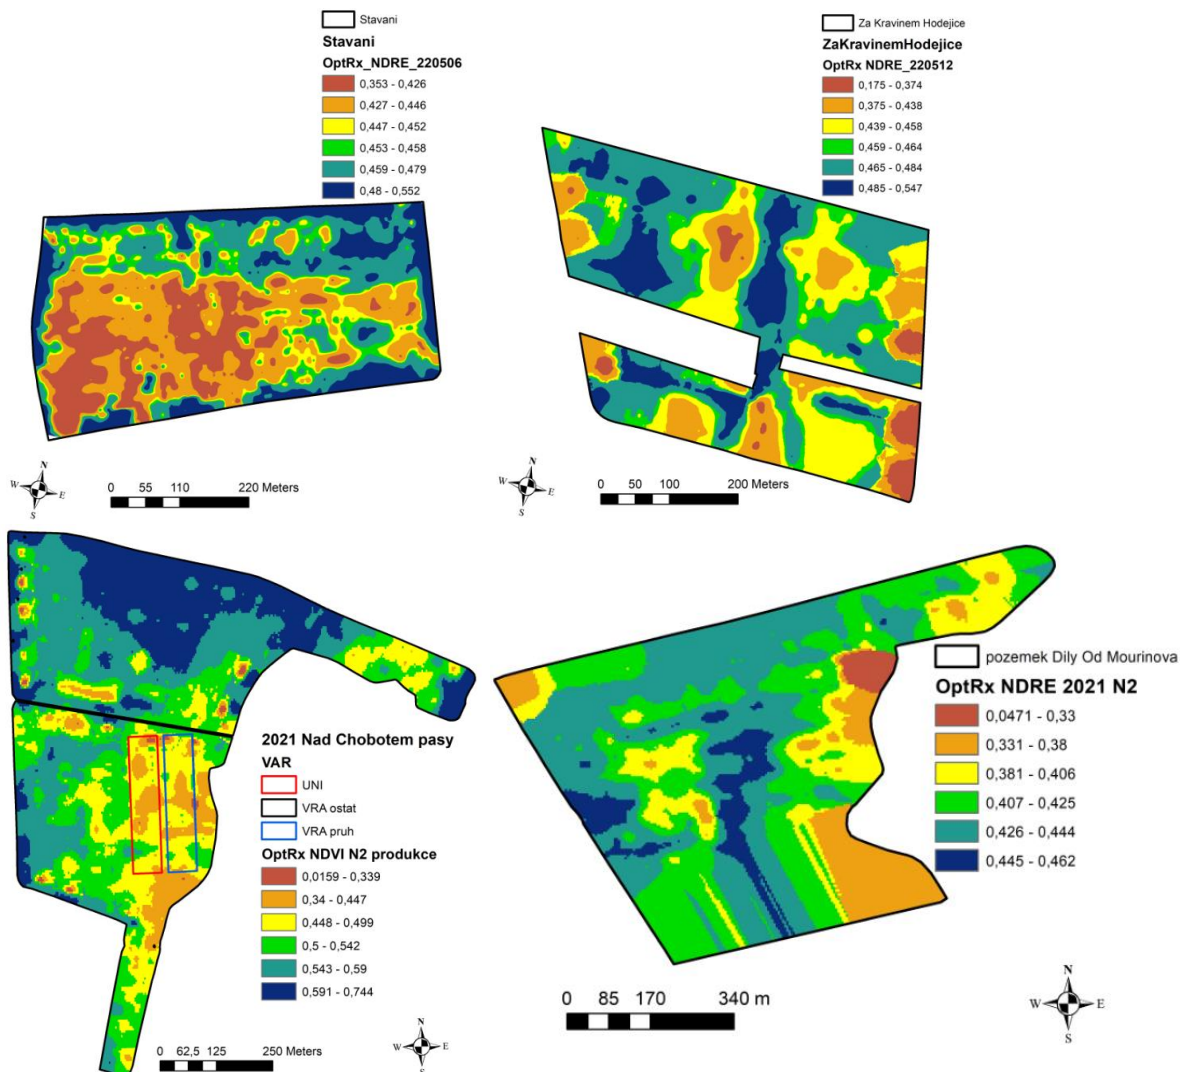 Stavani
Stavani
OptRx_NDRE_220506
0,353 - 0,426
0,427 - 0,446
0,447 - 0,452
0,453 - 0,458
0,459 - 0,479
0,48 - 0,552
N
W
E
S
0 55 110 220 Meters
Za Kravinem Hodejice
ZaKravinemHodejice
OptRx NDRE_220512
0,175 - 0,374
0,375 - 0,438
0,439 - 0,458
0,459 - 0,464
0,465 - 0,484
0,485 - 0,547
N
W
E
S
0 50 100 200 Meters
2021 Nad Chobotem pasy
VAR
UNI
VRA ostat
VRA pruh
OptRx NDVI N2 produkce
0,0159 - 0,339
0,34 - 0,447
0,448 - 0,499
0,5 - 0,542
0,543 - 0,59
0,591 - 0,744
0 62,5 125 250 Meters
N
W
E
S
pozemek Dily Od Mourinova
OptRx NDRE 2021 N2
0,0471 - 0,33
0,331 - 0,38
0,381 - 0,406
0,407 - 0,425
0,426 - 0,444
0,445 - 0,462
0 85 170 340 m
N
W
E
S